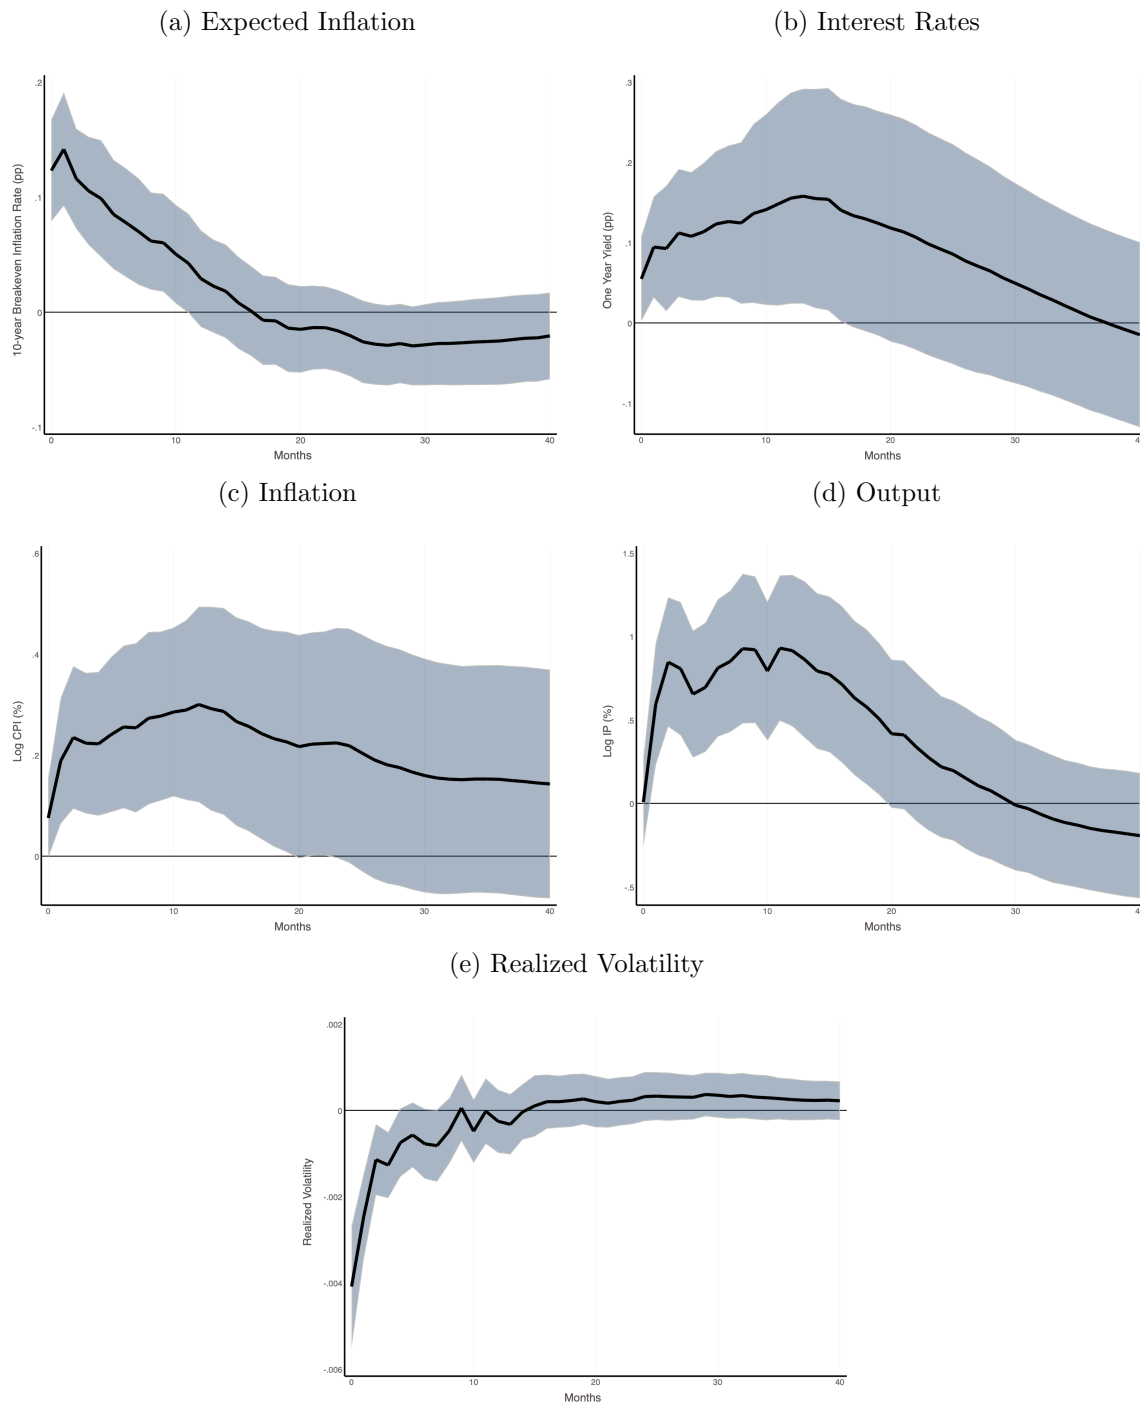 (a) Expected Inflation
(b) Interest Rates
10-year Breakeven Inflation Rate (pp)
.2
.1
0
-.1
0 10 20 30 40
Months
One Year Yield (pp)
.3
.2
.1
0
-.1
0 10 20 30 4
Months
(c) Inflation
(d) Output
Log CPI (%)
.6
.4
.2
0
0 10 20 30 40
Months
Log IP (%)
1.5
1
.5
0
-.5
0 10 20 30 4
Months
(e) Realized Volatility
Realized Volatility
.002
0
-.002
-.004
-.006
0 10 20 30 40
Months